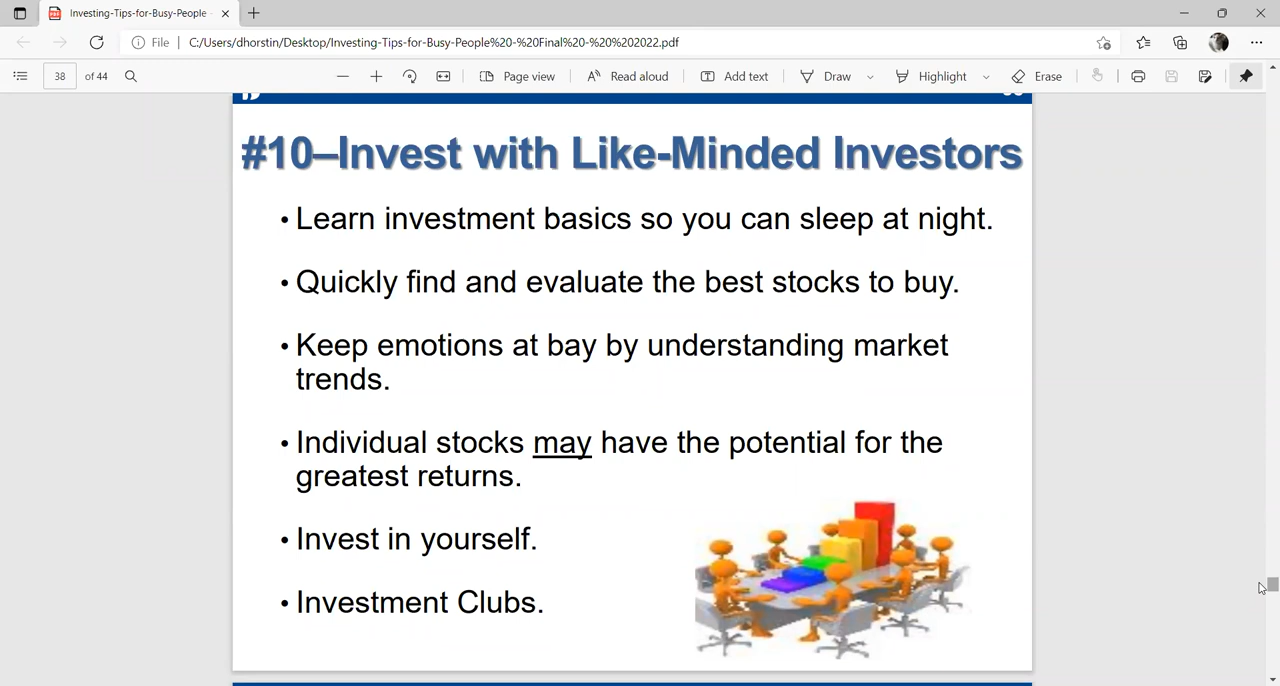 Investing-Tips-for-Busy-People
File
C:/Users/dhorstin/Desktop/Investing-Tips-for-Busy-People%20-%20Final%20-%20%202022.pdf
38 of 44
Page view
Read aloud
Add text
Draw
Highlight
Erase
#10–Invest with Like-Minded Investors
• Learn investment basics so you can sleep at night.
• Quickly find and evaluate the best stocks to buy.
• Keep emotions at bay by understanding market
trends.
• Individual stocks may have the potential for the
greatest returns.
• Invest in yourself.
• Investment Clubs.